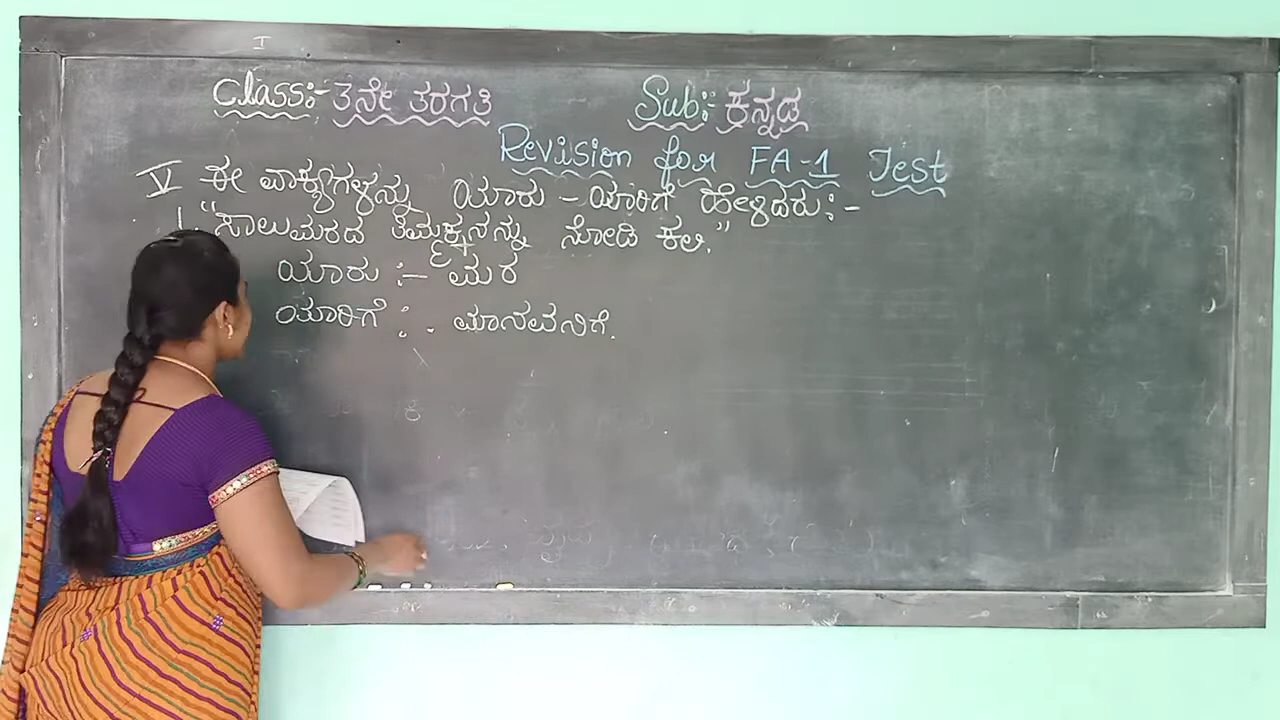 Class:- 3ನೇ ತರಗತಿ Sub:- ಕನ್ನಡ
Revision for FA-1 Test
V ಈ ವಾಕ್ಯಗಳನ್ನು ಯಾರು - ಯಾರಿಗೆ ಹೇಳಿದರು:-
1. "ಸಾಲುಮರದ ತಿಮ್ಮಕ್ಕನನ್ನು ನೋಡಿ ಕಲಿ."
ಯಾರು :- ಮರ
ಯಾರಿಗೆ : . ಮಾನವನಿಗೆ.